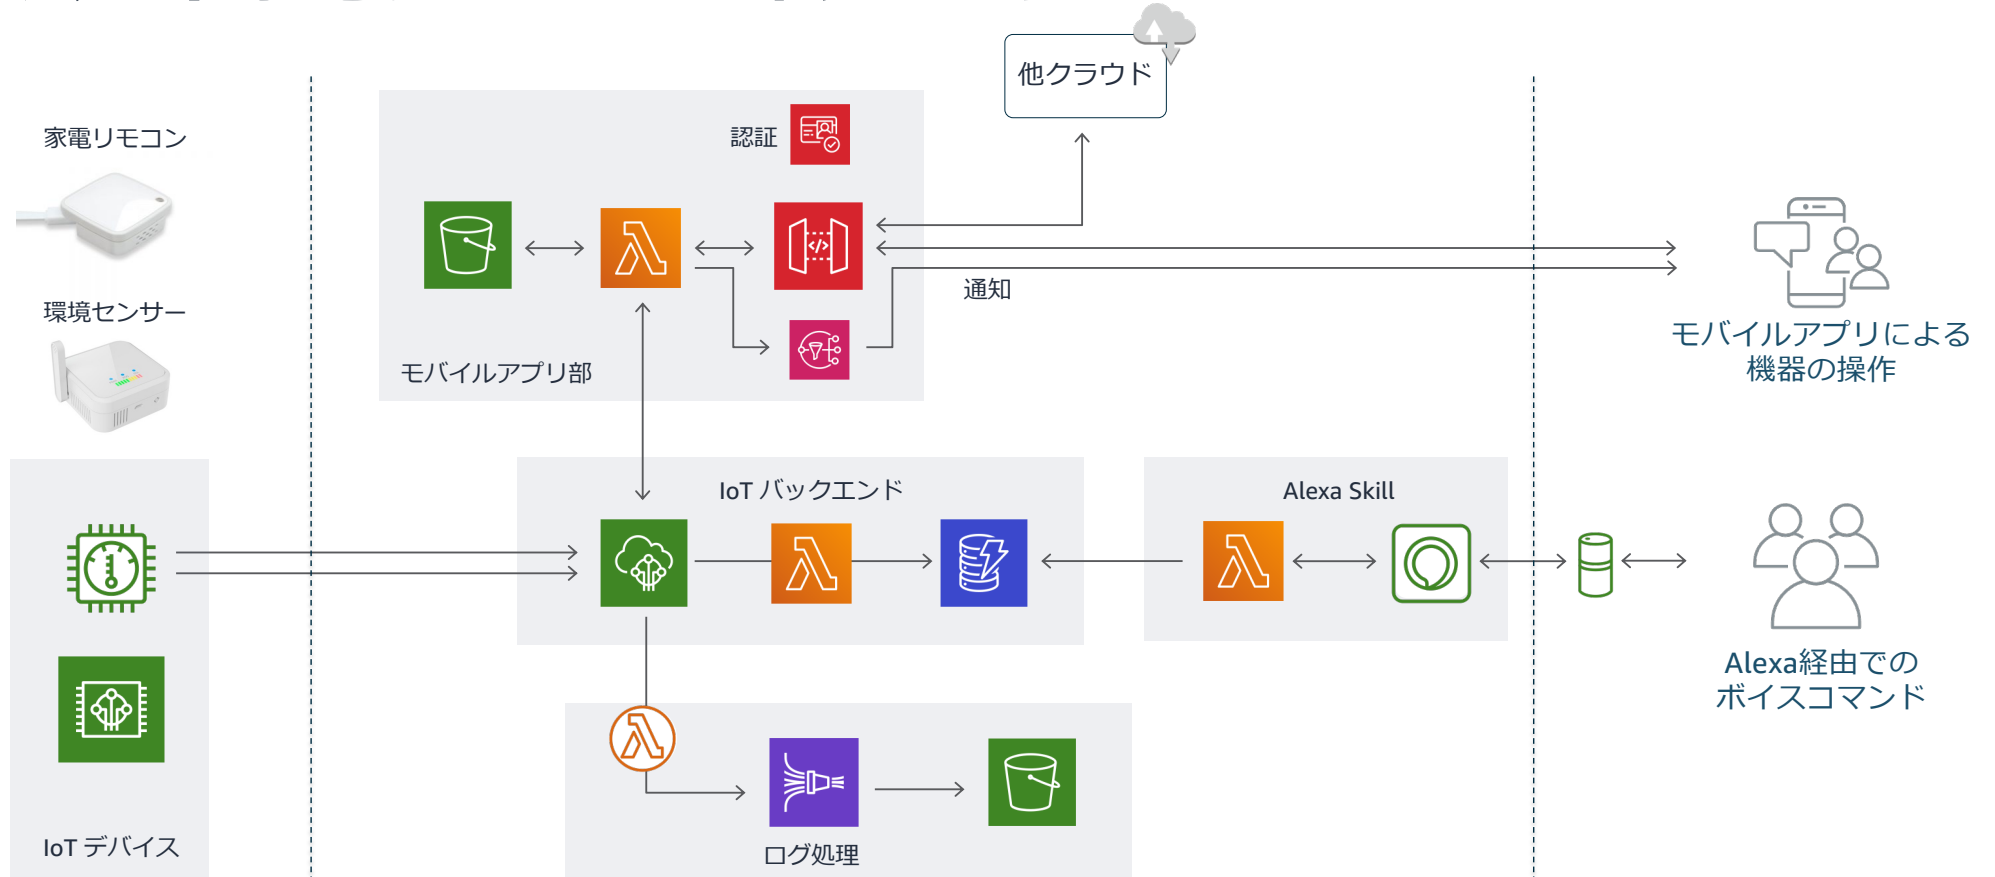 他クラウド
家電リモコン
認証
環境センサー
通知
モバイルアプリ部
モバイルアプリによる
機器の操作
IoT バックエンド
Alexa Skill
Alexa経由での
ボイスコマンド
IoT デバイス
ログ処理